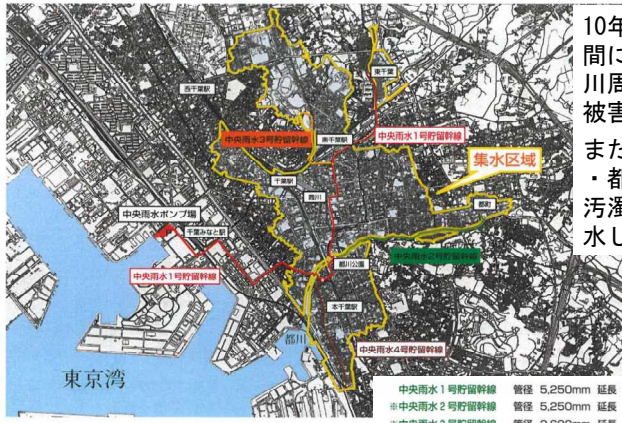 10年
間に
川周
被害
また
・都
汚濁
水し
西千葉駅
東千葉
中央雨水3号貯留幹線
中央雨水1号貯留幹線
集水区域
千葉駅
都町
中央雨水ポンプ場
千葉みなと駅
中央雨水2号貯留幹線
中央雨水1号貯留幹線
都川公園
本千葉駅
都川
中央雨水4号貯留幹線
東京湾
中央雨水1号貯留幹線 管径 5,250mm 延長
※中央雨水2号貯留幹線 管径 5,250mm 延長